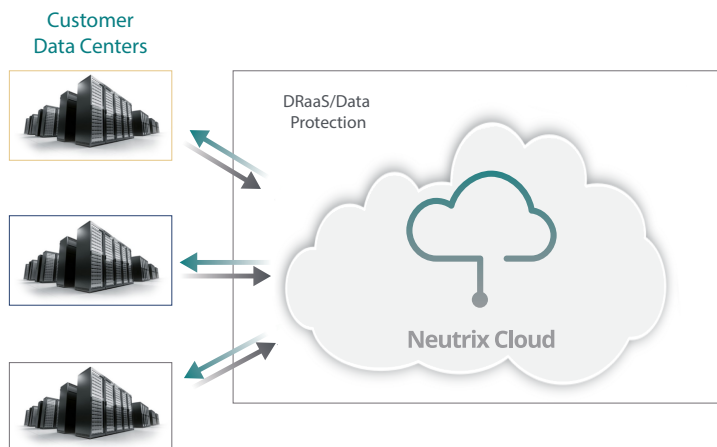 Customer
Data Centers
DRaaS/Data
Protection
Neutrix Cloud